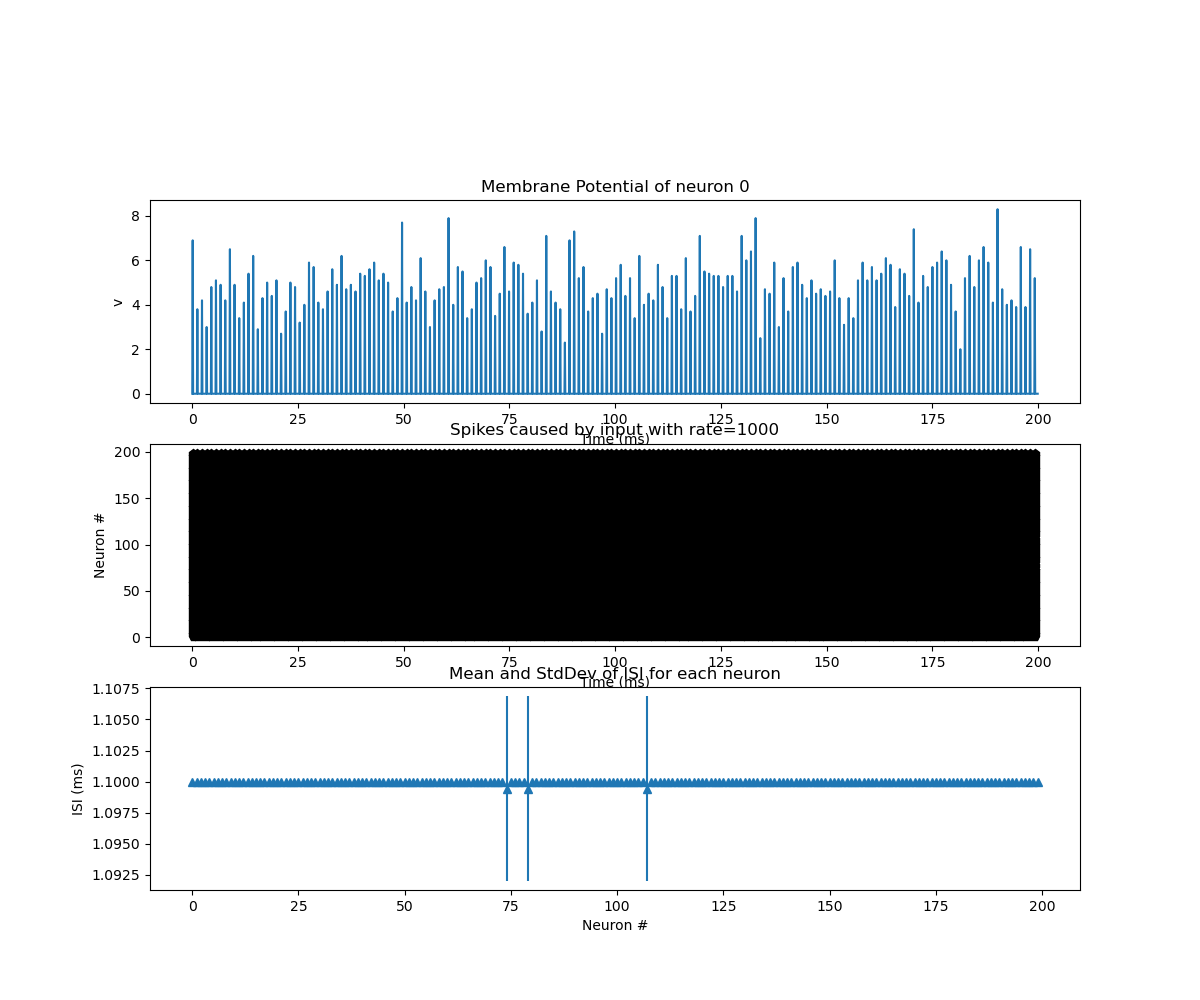 Membrane Potential of neuron 0
8
6
4
2
0
v
0 25 50 75 100 125 150 175 200
Time (ms)
Spikes caused by input with rate=1000
200
150
100
50
0
Neuron #
0 25 50 75 100 125 150 175 200
Time (ms)
Mean and StdDev of ISI for each neuron
1.1075
1.1050
1.1025
1.1000
1.0975
1.0950
1.0925
ISI (ms)
0 25 50 75 100 125 150 175 200
Neuron #